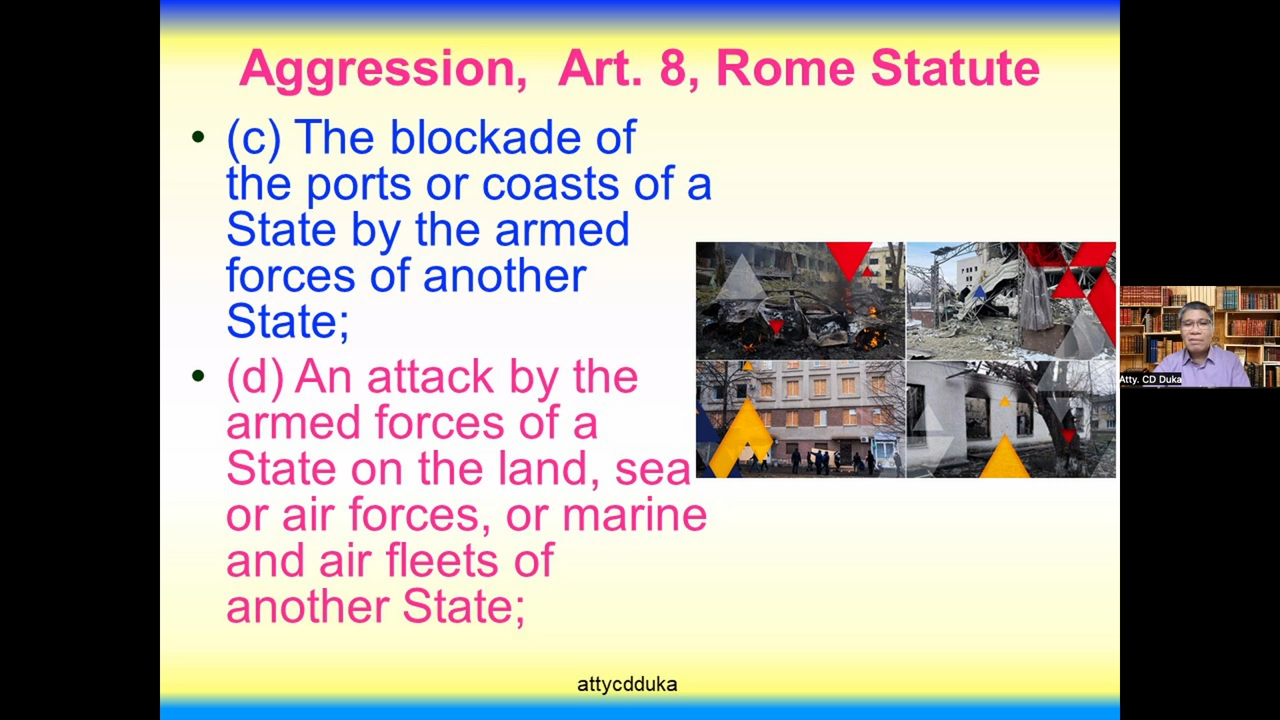 Aggression, Art. 8, Rome Statute
• (c) The blockade of
the ports or coasts of a
State by the armed
forces of another
State;
• (d) An attack by the
armed forces of a
State on the land, sea
or air forces, or marine
and air fleets of
another State;
Atty. CD Duka
attycdduka